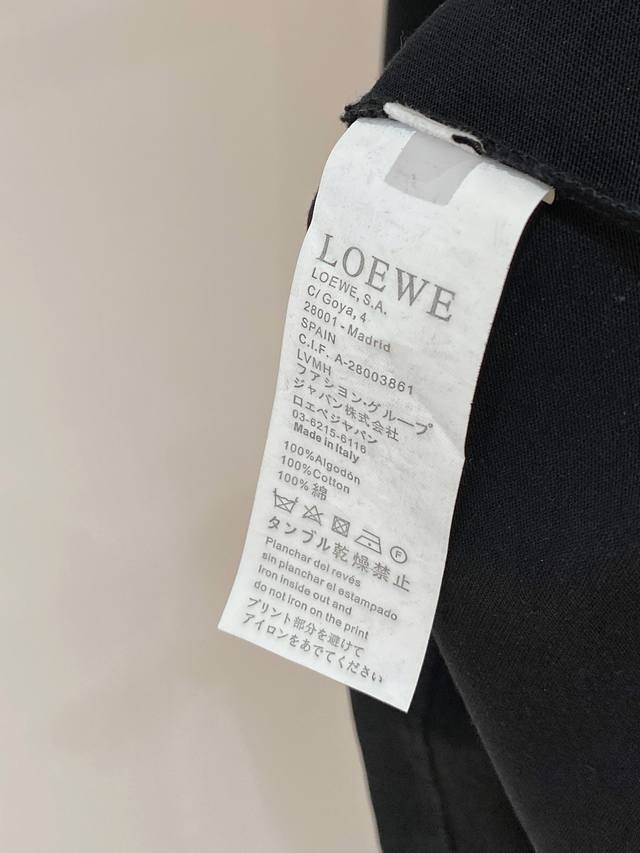 LOEWE
LOEWE, S.A.
C/ Goya, 4
28001 - Madrid
SPAIN
C.I.F. A-28003861
LVMH
ファション・グループ
ジャパン株式会社
ロエベジャパン
03-6215-6116
Made in Italy
100%Algodón
100%Cotton
100% 綿
F
タンブル乾燥禁止
Planchar del revés
sin planchar el estampado
Iron inside out and
do not iron on the print
プリント部分を避けて
アイロンをあでてください